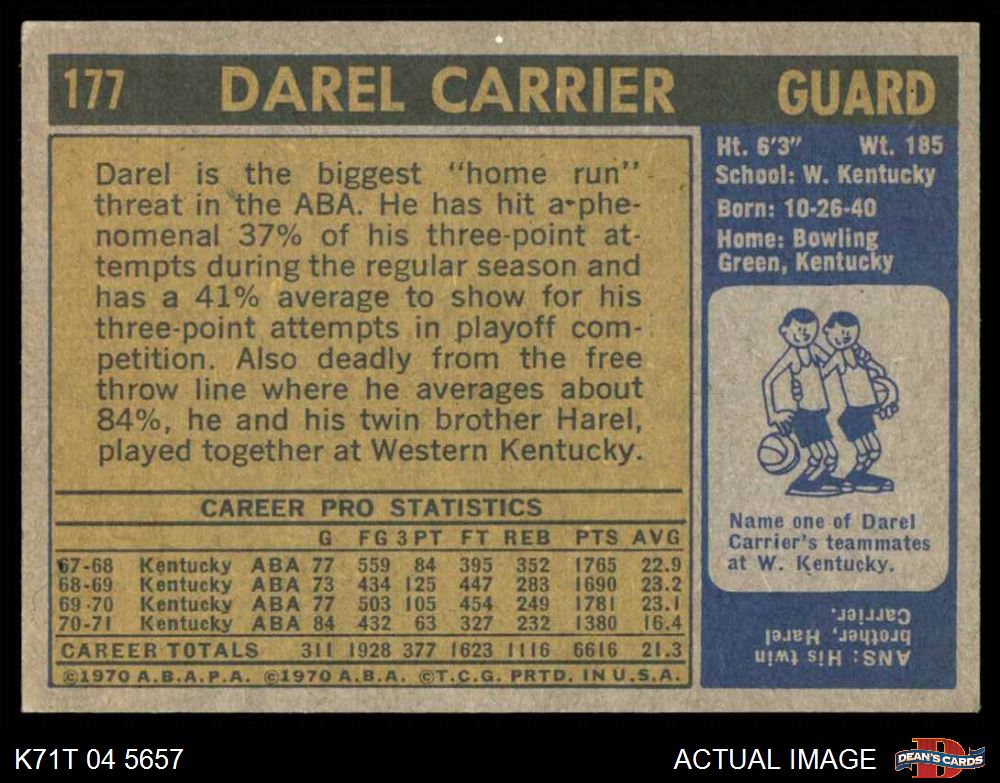 177 DAREL CARRIER GUARD
Darel is the biggest "home run"
threat in the ABA. He has hit a phe-
nomenal 37% of his three-point at-
tempts during the regular season and
has a 41% average to show for his
three-point attempts in playoff com-
petition. Also deadly from the free
throw line where he averages about
84%, he and his twin brother Harel,
played together at Western Kentucky.
CAREER PRO STATISTICS
G FG 3PT FT REB PTS AVG
67-68 Kentucky ABA 77 559 84 395 352 1765 22.9
68-69 Kentucky ABA 73 434 125 447 283 1690 23.2
69-70 Kentucky ABA 77 503 105 454 249 1781 23.1
70-71 Kentucky ABA 84 432 63 327 232 1380 16.4
CAREER TOTALS 311 1928 377 1623 1116 6616 21.3
©1970 A.B.A.P.A. ©1970 A.B.A. ©T.C.G. PRTD. IN U.S.A.
Ht. 6'3" Wt. 185
School: W. Kentucky
Born: 10-26-40
Home: Bowling
Green, Kentucky
Name one of Darel
Carrier's teammates
at W. Kentucky.
ANS: His twin
brother, Harel
Carrier.
K71T 04 5657 ACTUAL IMAGE
DEAN'S CARDS